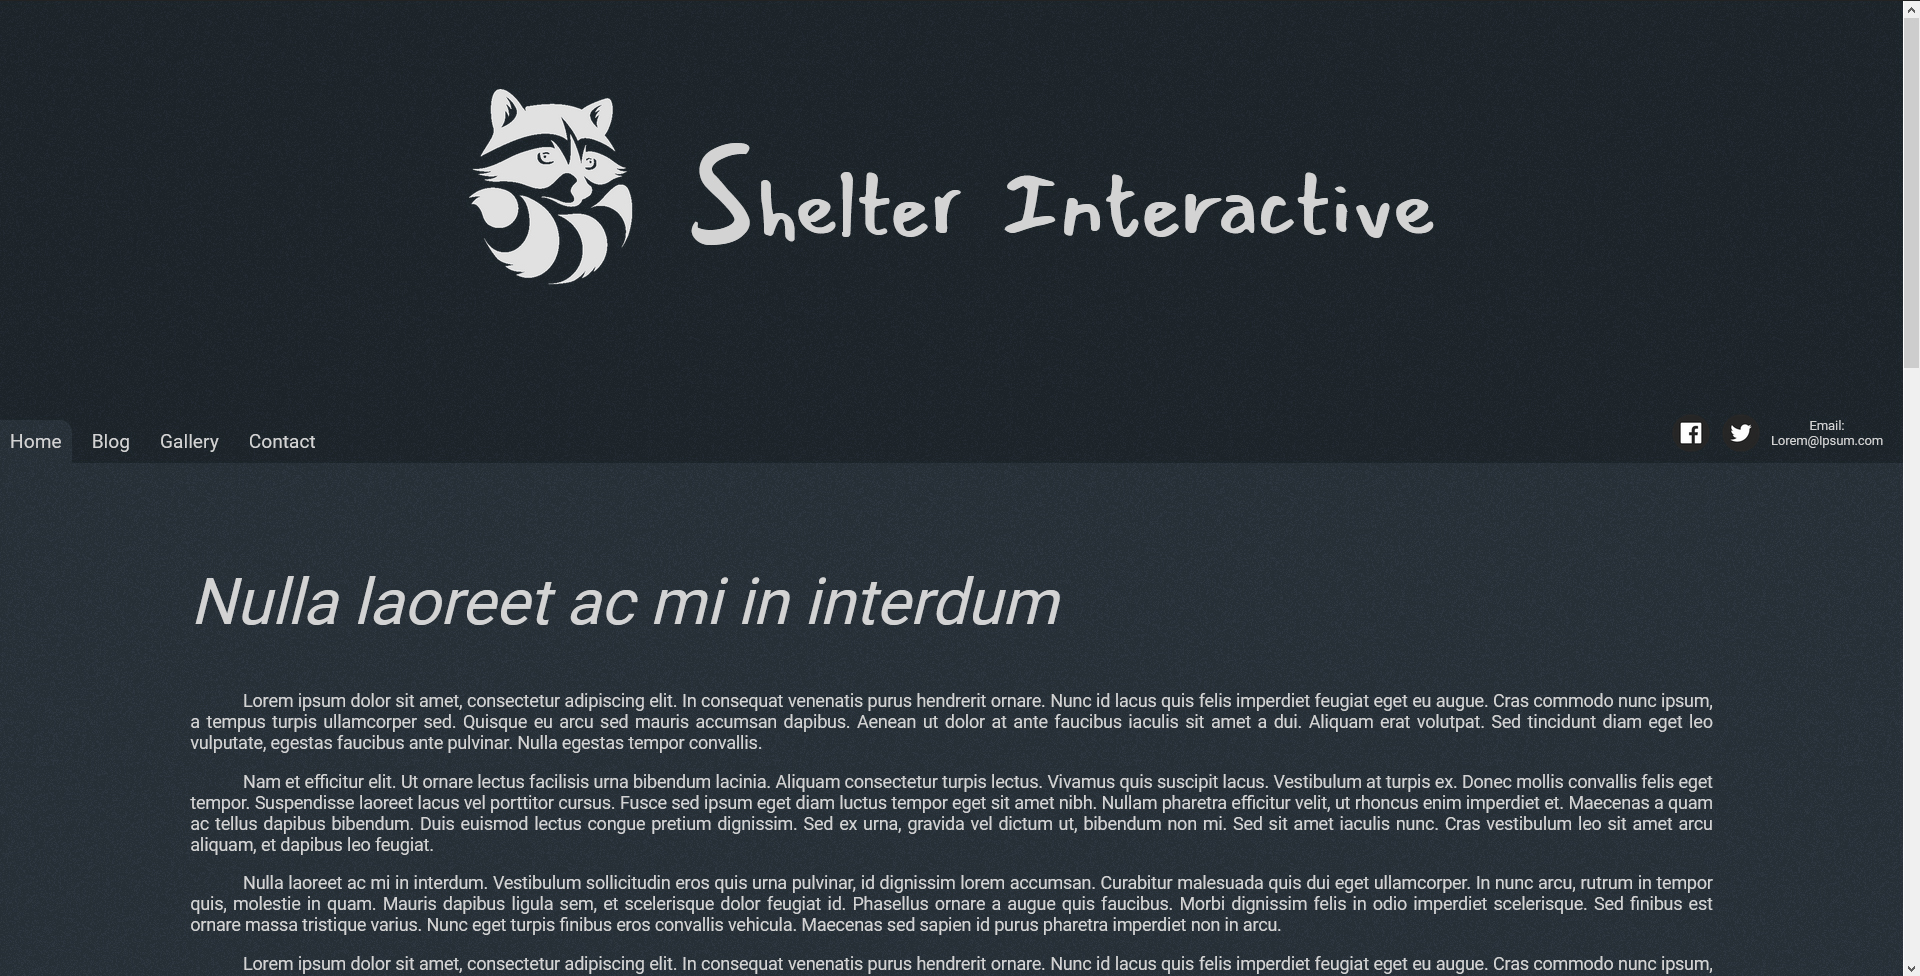 Shelter Interactive
Home Blog Gallery Contact
Email:
Lorem@Ipsum.com
Nulla laoreet ac mi in interdum
Lorem ipsum dolor sit amet, consectetur adipiscing elit. In consequat venenatis purus hendrerit ornare. Nunc id lacus quis felis imperdiet feugiat eget eu augue. Cras commodo nunc ipsum,
a tempus turpis ullamcorper sed. Quisque eu arcu sed mauris accumsan dapibus. Aenean ut dolor at ante faucibus iaculis sit amet a dui. Aliquam erat volutpat. Sed tincidunt diam eget leo
vulputate, egestas faucibus ante pulvinar. Nulla egestas tempor convallis.
Nam et efficitur elit. Ut ornare lectus facilisis urna bibendum lacinia. Aliquam consectetur turpis lectus. Vivamus quis suscipit lacus. Vestibulum at turpis ex. Donec mollis convallis felis eget
tempor. Suspendisse laoreet lacus vel porttitor cursus. Fusce sed ipsum eget diam luctus tempor eget sit amet nibh. Nullam pharetra efficitur velit, ut rhoncus enim imperdiet et. Maecenas a quam
ac tellus dapibus bibendum. Duis euismod lectus congue pretium dignissim. Sed ex urna, gravida vel dictum ut, bibendum non mi. Sed sit amet iaculis nunc. Cras vestibulum leo sit amet arcu
aliquam, et dapibus leo feugiat.
Nulla laoreet ac mi in interdum. Vestibulum sollicitudin eros quis urna pulvinar, id dignissim lorem accumsan. Curabitur malesuada quis dui eget ullamcorper. In nunc arcu, rutrum in tempor
quis, molestie in quam. Mauris dapibus ligula sem, et scelerisque dolor feugiat id. Phasellus ornare a augue quis faucibus. Morbi dignissim felis in odio imperdiet scelerisque. Sed finibus est
ornare massa tristique varius. Nunc eget turpis finibus eros convallis vehicula. Maecenas sed sapien id purus pharetra imperdiet non in arcu.
Lorem ipsum dolor sit amet, consectetur adipiscing elit. In consequat venenatis purus hendrerit ornare. Nunc id lacus quis felis imperdiet feugiat eget eu augue. Cras commodo nunc ipsum,